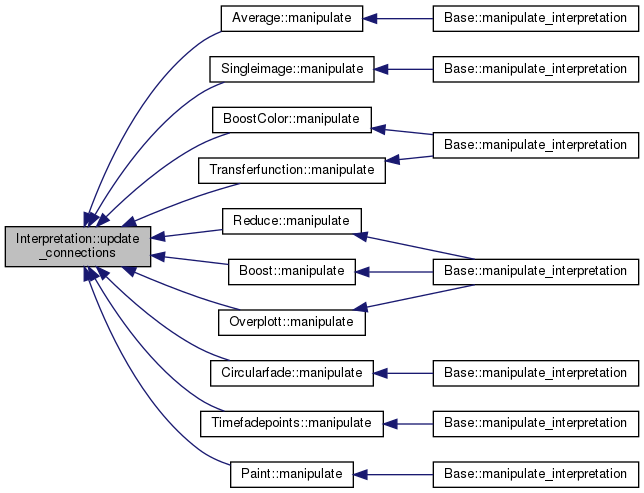 Average::manipulate
Base::manipulate_interpretation
Singleimage::manipulate
Base::manipulate_interpretation
BoostColor::manipulate
Base::manipulate_interpretation
Transferfunction::manipulate
Reduce::manipulate
Interpretation::update
_connections
Boost::manipulate
Base::manipulate_interpretation
Overplott::manipulate
Circularfade::manipulate
Base::manipulate_interpretation
Timefadepoints::manipulate
Base::manipulate_interpretation
Paint::manipulate
Base::manipulate_interpretation